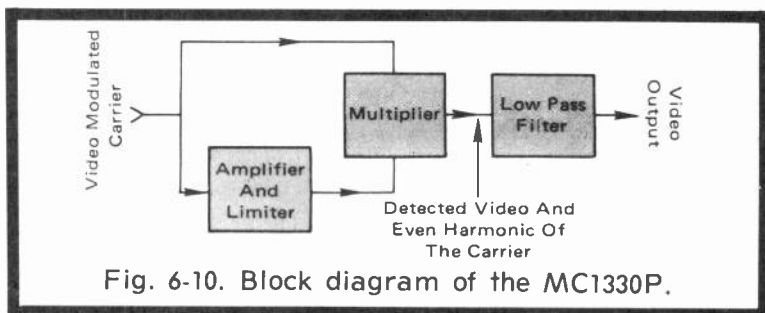 Video Modulated
Carrier
Amplifier
And
Limiter
Multiplier
Low Pass
Filter
Video
Output
Detected Video And
Even Harmonic Of
The Carrier
Fig. 6-10. Block diagram of the MC1330P.